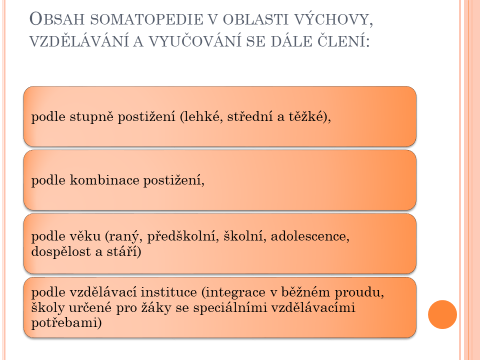 Obsah somatopedie v oblasti výchovy,
vzdělávání a vyučování se dále člení:
podle stupně postižení (lehké, střední a těžké),
podle kombinace postižení,
podle věku (raný, předškolní, školní, adolescence,
dospělost a stáří)
podle vzdělávací instituce (integrace v běžném proudu,
školy určené pro žáky se speciálními vzdělávacími
potřebami)